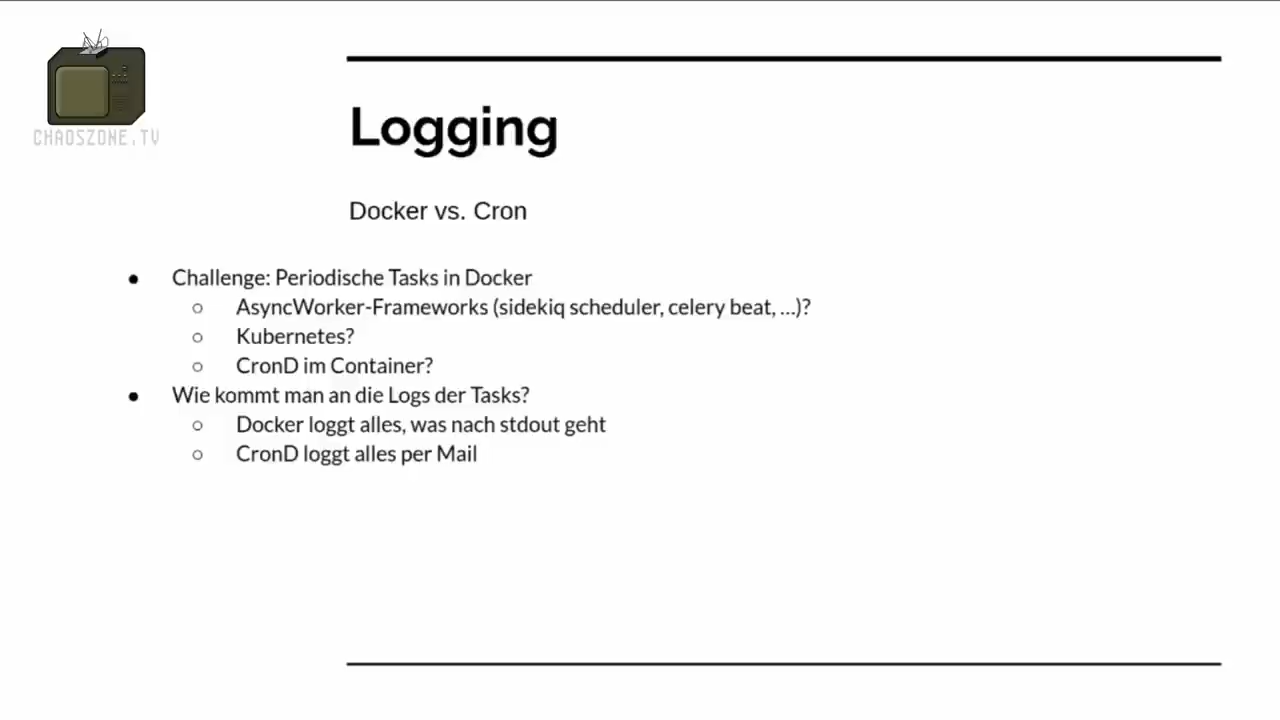 CHAOSZONE.TV
Logging
Docker vs. Cron
● Challenge: Periodische Tasks in Docker
○ AsyncWorker-Frameworks (sidekiq scheduler, celery beat, ...)?
○ Kubernetes?
○ CronD im Container?
● Wie kommt man an die Logs der Tasks?
○ Docker loggt alles, was nach stdout geht
○ CronD loggt alles per Mail